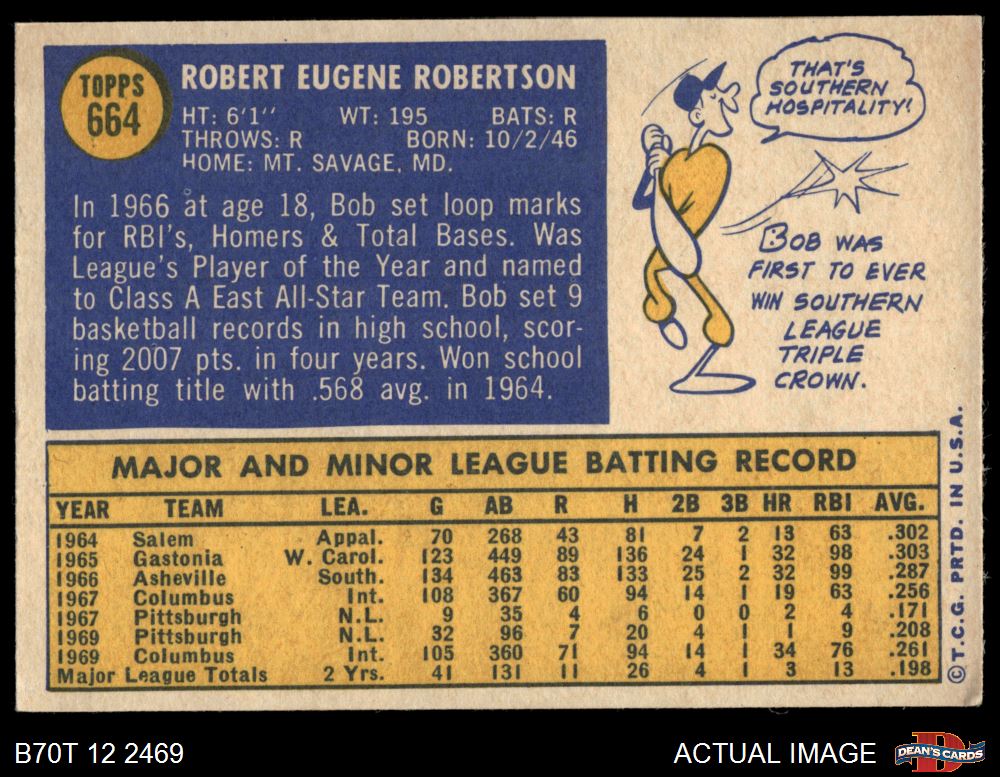 TOPPS
664
ROBERT EUGENE ROBERTSON
HT: 6'1'' WT: 195 BATS: R
THROWS: R BORN: 10/2/46
HOME: MT. SAVAGE, MD.
In 1966 at age 18, Bob set loop marks
for RBI's, Homers & Total Bases. Was
League's Player of the Year and named
to Class A East All-Star Team. Bob set 9
basketball records in high school, scor-
ing 2007 pts. in four years. Won school
batting title with .568 avg. in 1964.
THAT'S
SOUTHERN
HOSPITALITY!
BOB WAS
FIRST TO EVER
WIN SOUTHERN
LEAGUE
TRIPLE
CROWN.
MAJOR AND MINOR LEAGUE BATTING RECORD
YEAR TEAM LEA. G AB R H 2B 3B HR RBI AVG.
1964 Salem Appal. 70 268 43 81 7 2 13 63 .302
1965 Gastonia W. Carol. 123 449 89 136 24 1 32 98 .303
1966 Asheville South. 134 463 83 133 25 2 32 99 .287
1967 Columbus Int. 108 367 60 94 14 1 19 63 .256
1967 Pittsburgh N.L. 9 35 4 6 0 0 2 4 .171
1969 Pittsburgh N.L. 32 96 7 20 4 1 1 9 .208
1969 Columbus Int. 105 360 71 94 14 1 34 76 .261
Major League Totals 2 Yrs. 41 131 11 26 4 1 3 13 .198
©T.C.G. PRTD. IN U.S.A.
B70T 12 2469
ACTUAL IMAGE
D
DEAN'S CARDS